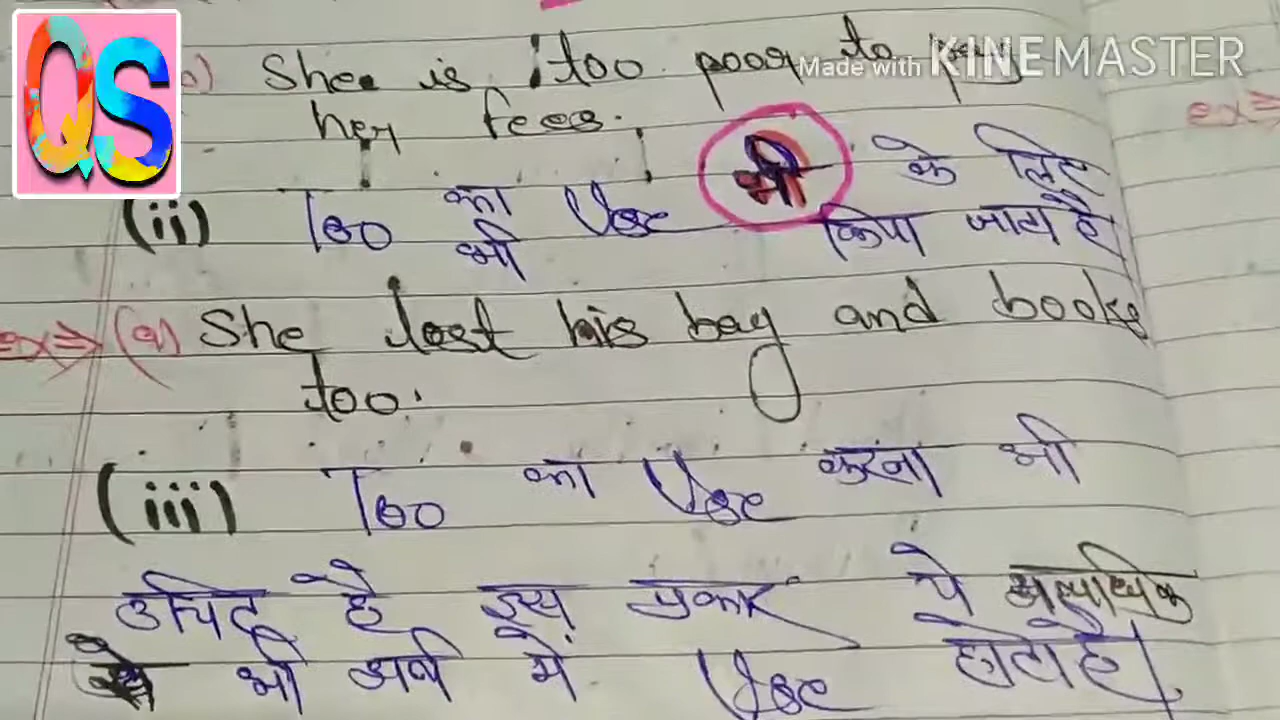 She is too poor to pay
her fees.
(ii) Too का Use भी के लिए
भी किया जाता है
ex⇒ (a) She lost his bag and books
too.
(iii) Too का Use करना भी
उचित है इस प्रकार ये अत्यधिक
भी अर्थ में Use होता है।
ex⇒
QS
Made with KINEMASTER